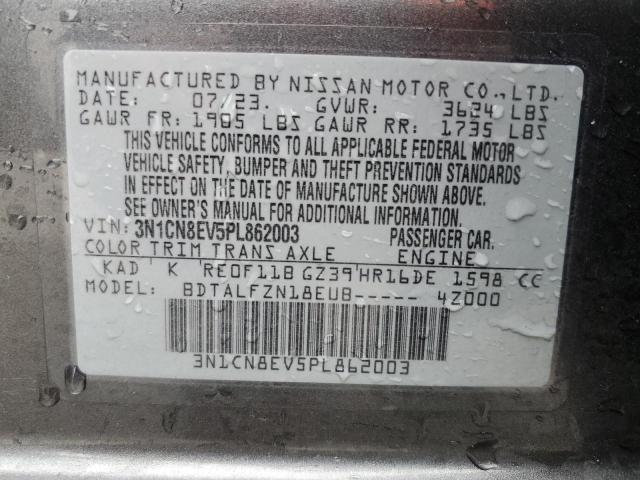 MANUFACTURED BY NISSAN MOTOR CO.,LTD.
DATE: 07/23. GVWR: 3624 LBS
GAWR FR: 1905 LBS GAWR RR: 1735 LBS
THIS VEHICLE CONFORMS TO ALL APPLICABLE FEDERAL MOTOR
VEHICLE SAFETY, BUMPER AND THEFT PREVENTION STANDARDS
IN EFFECT ON THE DATE OF MANUFACTURE SHOWN ABOVE.
SEE OWNER'S MANUAL FOR ADDITIONAL INFORMATION.
VIN: 3N1CN8EV5PL862003 PASSENGER CAR.
COLOR TRIM TRANS AXLE ENGINE
KAD K RE0F11B GZ39 HR16DE 1598 CC
MODEL: BDTALFZN18EUB----- 4Z000
3N1CN8EV5PL862003